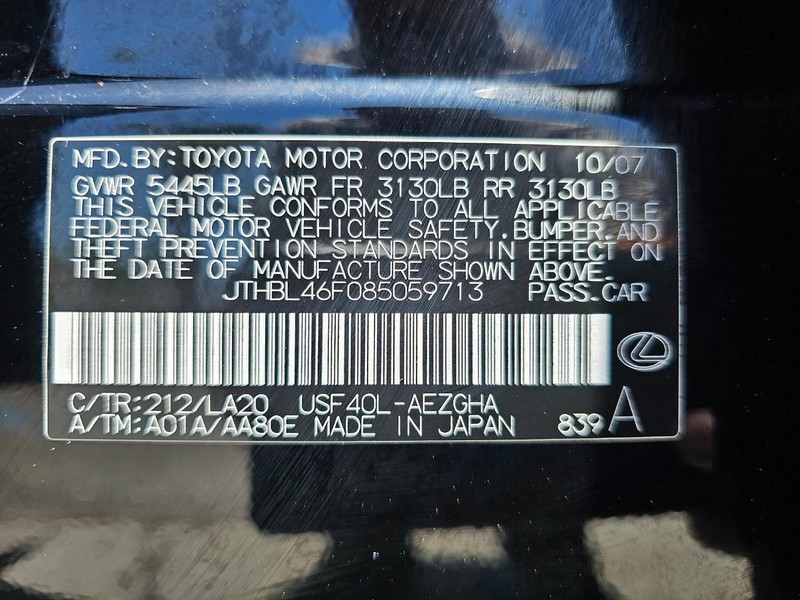 MFD. BY: TOYOTA MOTOR CORPORATION 10/07
GVWR 5445LB GAWR FR 3130LB RR 3130LB
THIS VEHICLE CONFORMS TO ALL APPLICABLE
FEDERAL MOTOR VEHICLE SAFETY, BUMPER, AND
THEFT PREVENTION STANDARDS IN EFFECT ON
THE DATE OF MANUFACTURE SHOWN ABOVE.
JTHBL46F085059713 PASS. CAR
C/TR: 212/LA20 USF40L-AEZGHA
A/TM: A01A/AA80E MADE IN JAPAN 839 A